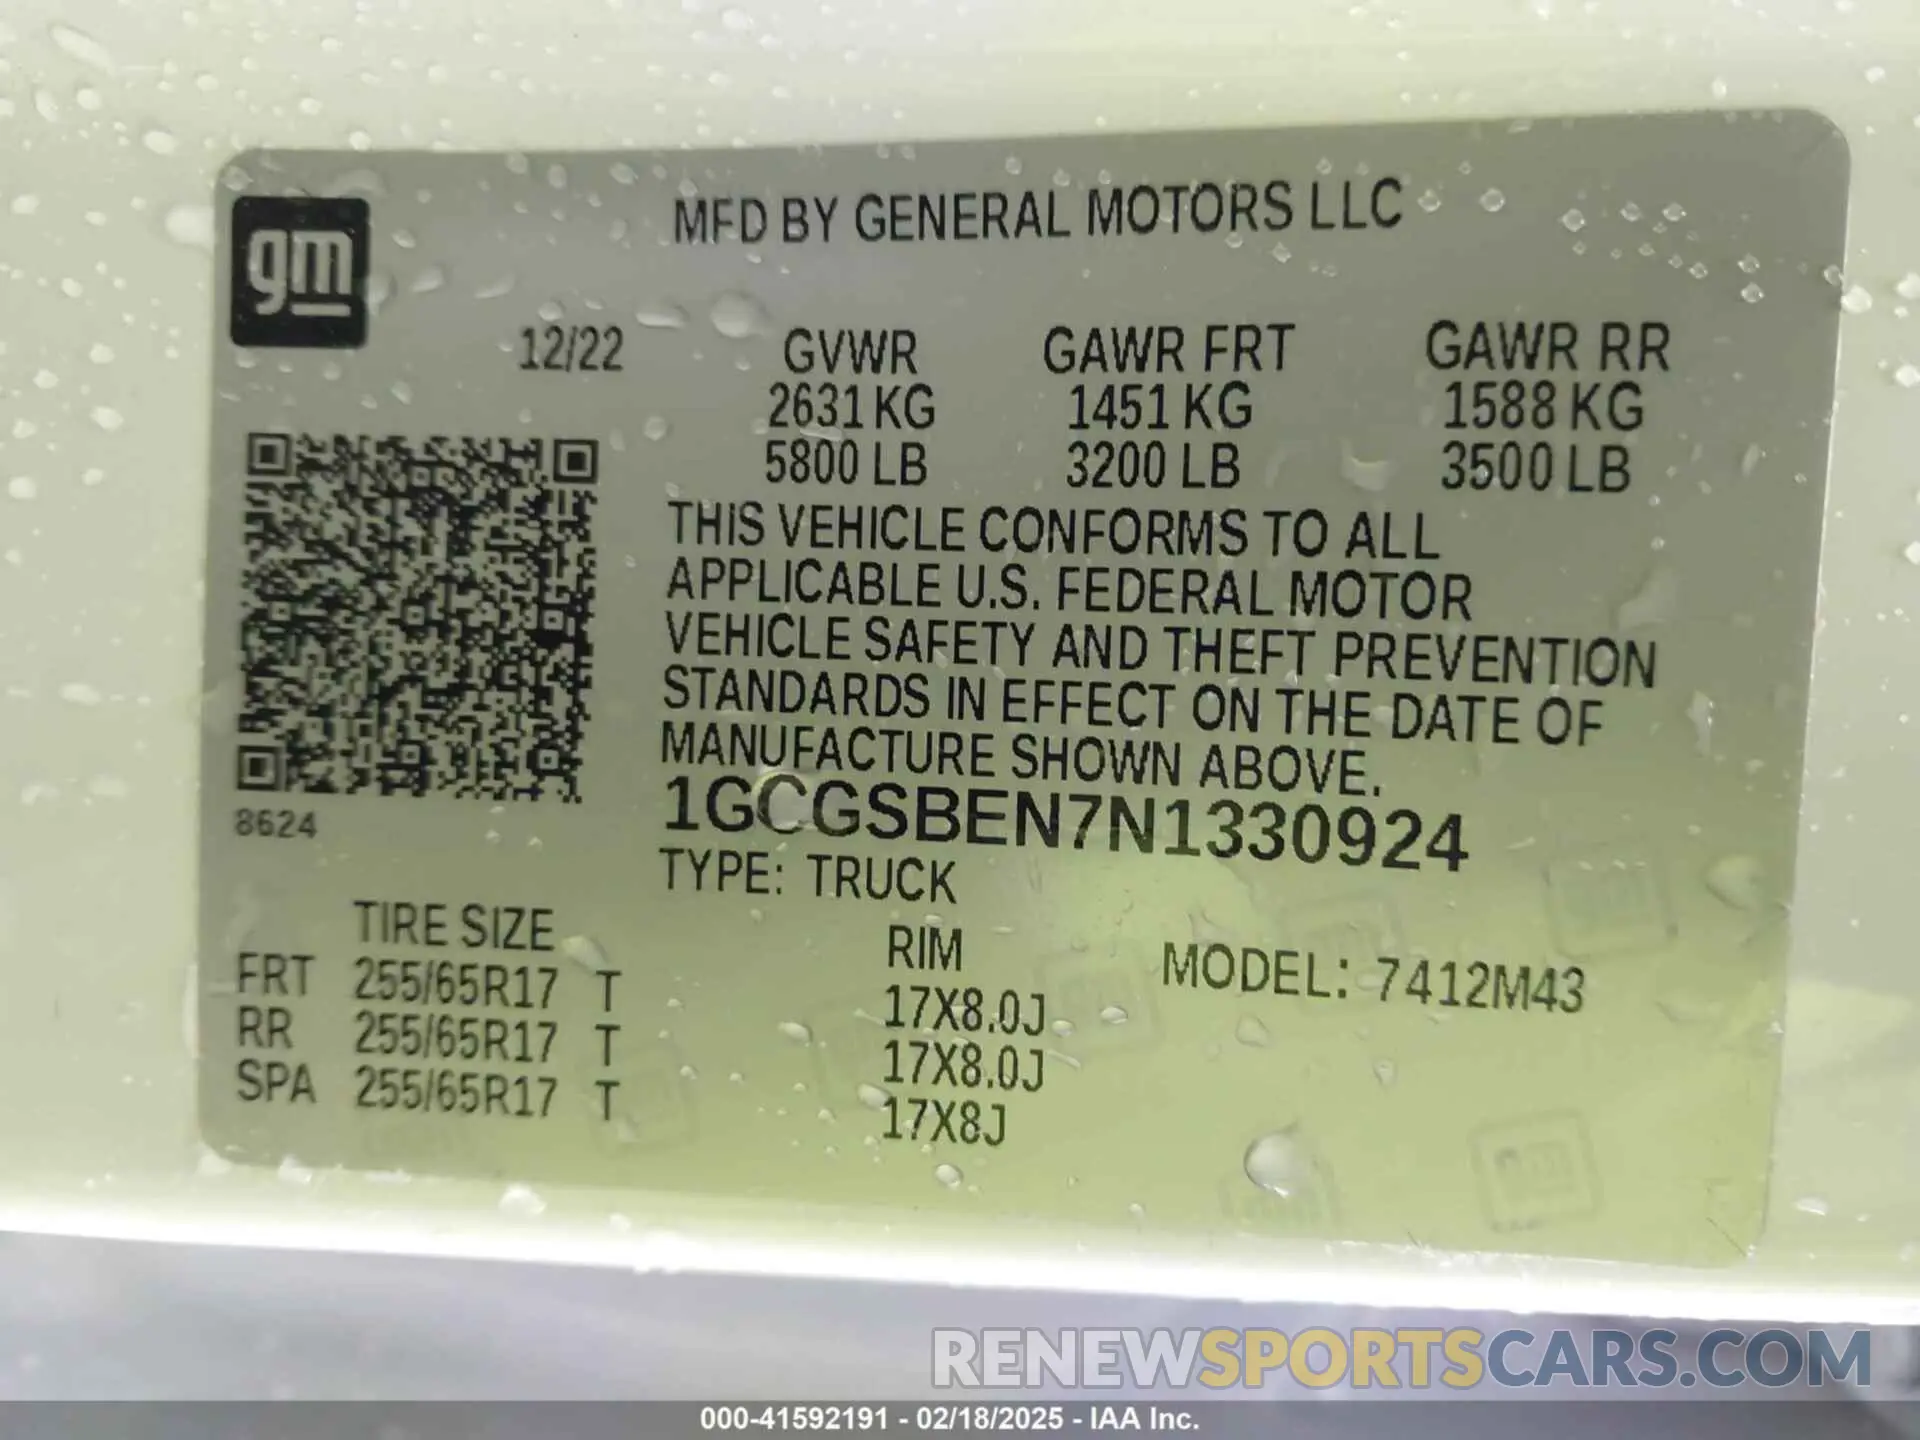 MFD BY GENERAL MOTORS LLC
gm
12/22 GVWR GAWR FRT GAWR RR
2631 KG 1451 KG 1588 KG
5800 LB 3200 LB 3500 LB
THIS VEHICLE CONFORMS TO ALL
APPLICABLE U.S. FEDERAL MOTOR
VEHICLE SAFETY AND THEFT PREVENTION
STANDARDS IN EFFECT ON THE DATE OF
MANUFACTURE SHOWN ABOVE.
1GCGSBEN7N1330924
8624
TYPE: TRUCK
TIRE SIZE RIM MODEL: 7412M43
FRT 255/65R17 T 17X8.0J
RR 255/65R17 T 17X8.0J
SPA 255/65R17 T 17X8J
RENEWSPORTSCARS.COM
000-41592191 - 02/18/2025 - IAA Inc.